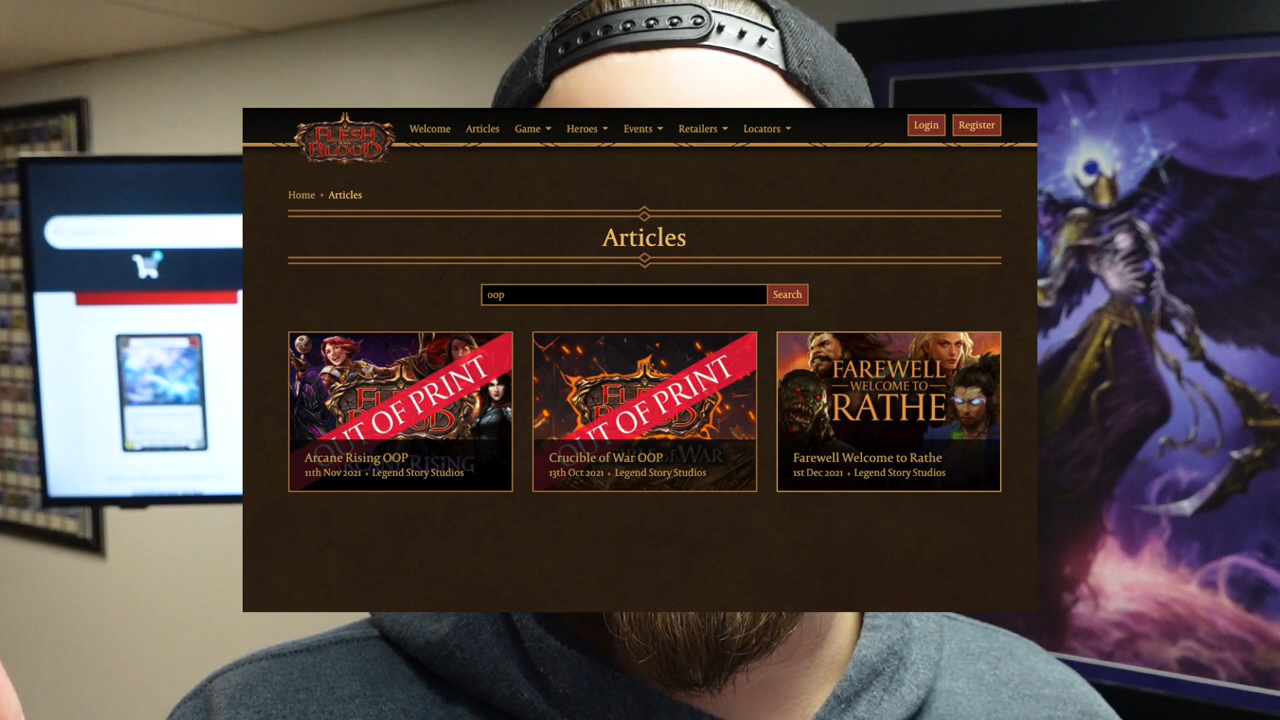 FLESH
AND
BLOOD
Welcome Articles Game Heroes Events Retailers Locators Login Register
Home • Articles
Articles
oop Search
OUT OF PRINT
Arcane Rising OOP
11th Nov 2021 • Legend Story Studios
OUT OF PRINT
Crucible of War OOP
13th Oct 2021 • Legend Story Studios
FAREWELL
WELCOME TO
RATHE
Farewell Welcome to Rathe
1st Dec 2021 • Legend Story Studios